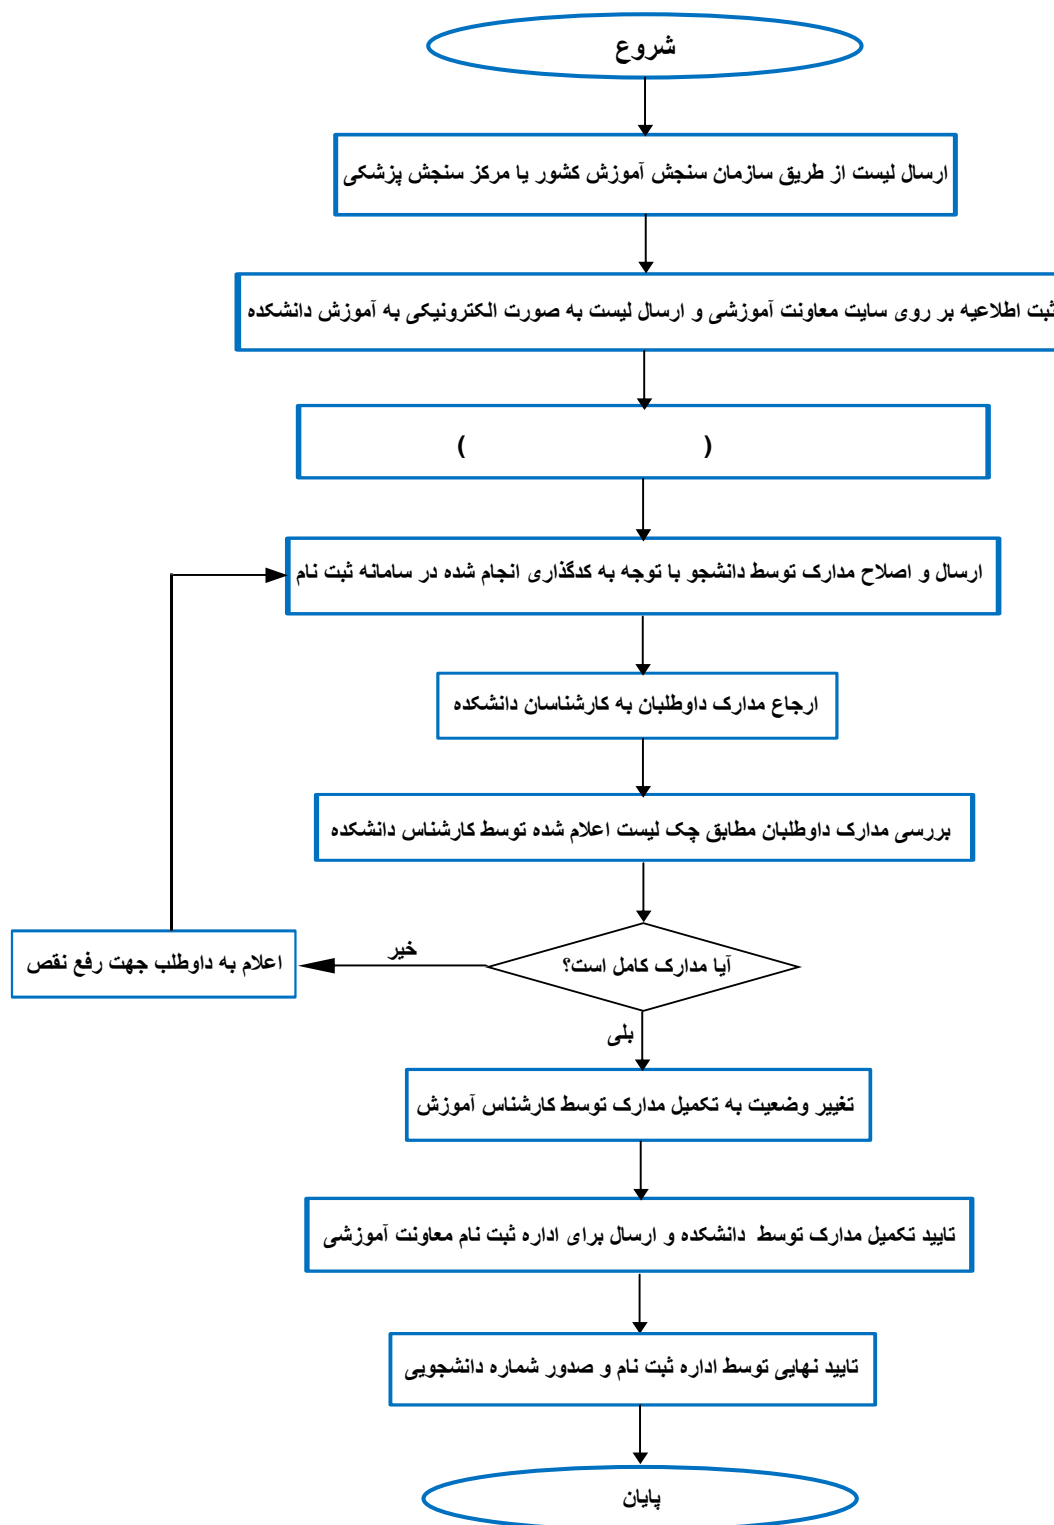 شروع
ارسال لیست از طریق سازمان سنجش آموزش کشور یا مرکز سنجش پزشکی
ثبت اطلاعیه بر روی سایت معاونت آموزشی و ارسال لیست به صورت الکترونیکی به آموزش دانشکده
( )
ارسال و اصلاح مدارک توسط دانشجو با توجه به کدگذاری انجام شده در سامانه ثبت نام
ارجاع مدارک داوطلبان به کارشناسان دانشکده
بررسی مدارک داوطلبان مطابق چک لیست اعلام شده توسط کارشناس دانشکده
آیا مدارک کامل است؟
خیر
اعلام به داوطلب جهت رفع نقص
بلی
تغییر وضعیت به تکمیل مدارک توسط کارشناس آموزش
تایید تکمیل مدارک توسط دانشکده و ارسال برای اداره ثبت نام معاونت آموزشی
تایید نهایی توسط اداره ثبت نام و صدور شماره دانشجویی
پایان